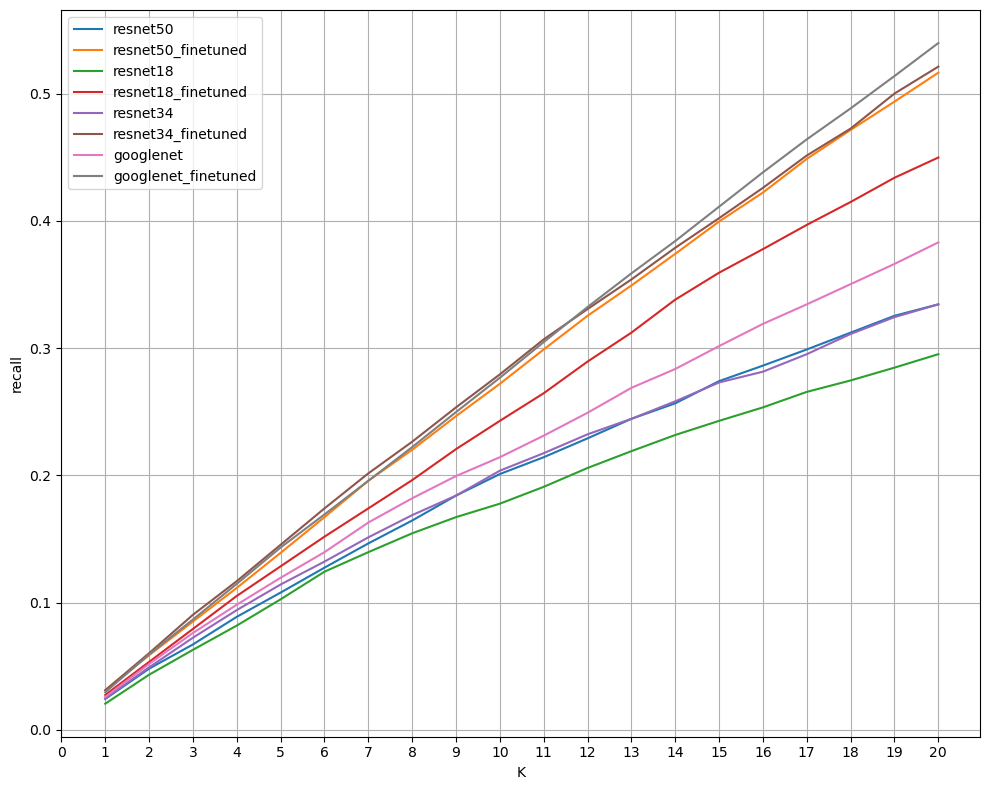 resnet50
resnet50_finetuned
resnet18
resnet18_finetuned
resnet34
resnet34_finetuned
googlenet
googlenet_finetuned
0.5
0.4
0.3
0.2
0.1
0.0
recall
0 1 2 3 4 5 6 7 8 9 10 11 12 13 14 15 16 17 18 19 20
K